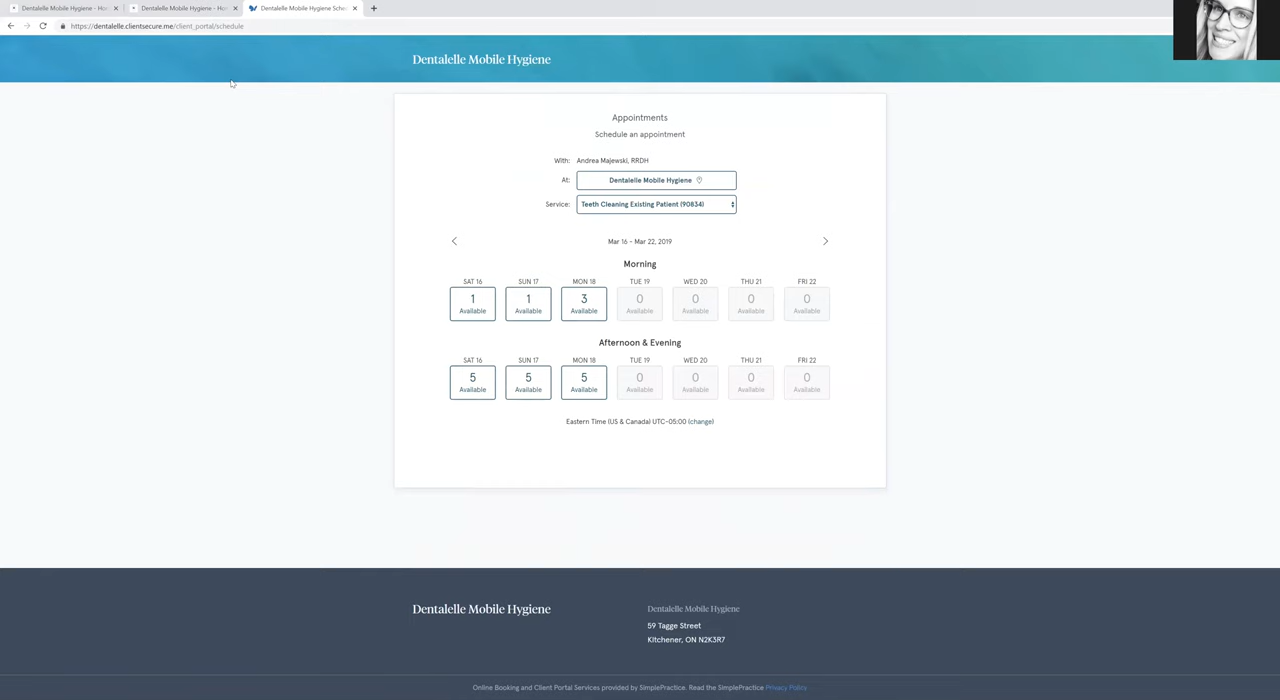 Dentalelle Mobile Hygiene - Hor
Dentalelle Mobile Hygiene - Hor
Dentalelle Mobile Hygiene Sche
https://dentalelle.clientsecure.me/client_portal/schedule
Dentalelle Mobile Hygiene
Appointments
Schedule an appointment
With: Andrea Majewski, RRDH
At: Dentalelle Mobile Hygiene
Service: Teeth Cleaning Existing Patient (90834)
Mar 16 - Mar 22, 2019
Morning
SAT 16 SUN 17 MON 18 TUE 19 WED 20 THU 21 FRI 22
1 1 3 0 0 0 0
Available Available Available Available Available Available Available
Afternoon & Evening
SAT 16 SUN 17 MON 18 TUE 19 WED 20 THU 21 FRI 22
5 5 5 0 0 0 0
Available Available Available Available Available Available Available
Eastern Time (US & Canada) UTC-05:00 (change)
Dentalelle Mobile Hygiene
Dentalelle Mobile Hygiene
59 Tagge Street
Kitchener, ON N2K3R7
Online Booking and Client Portal Services provided by SimplePractice. Read the SimplePractice Privacy Policy